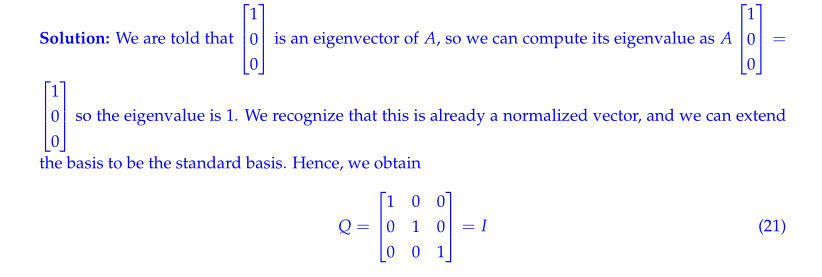 Solution: We are told that $\begin{bmatrix} 1 \\ 0 \\ 0 \end{bmatrix}$ is an eigenvector of $A$, so we can compute its eigenvalue as $A \begin{bmatrix} 1 \\ 0 \\ 0 \end{bmatrix} =$
$\begin{bmatrix} 1 \\ 0 \\ 0 \end{bmatrix}$ so the eigenvalue is 1. We recognize that this is already a normalized vector, and we can extend
the basis to be the standard basis. Hence, we obtain
$Q = \begin{bmatrix} 1 & 0 & 0 \\ 0 & 1 & 0 \\ 0 & 0 & 1 \end{bmatrix} = I$ (21)